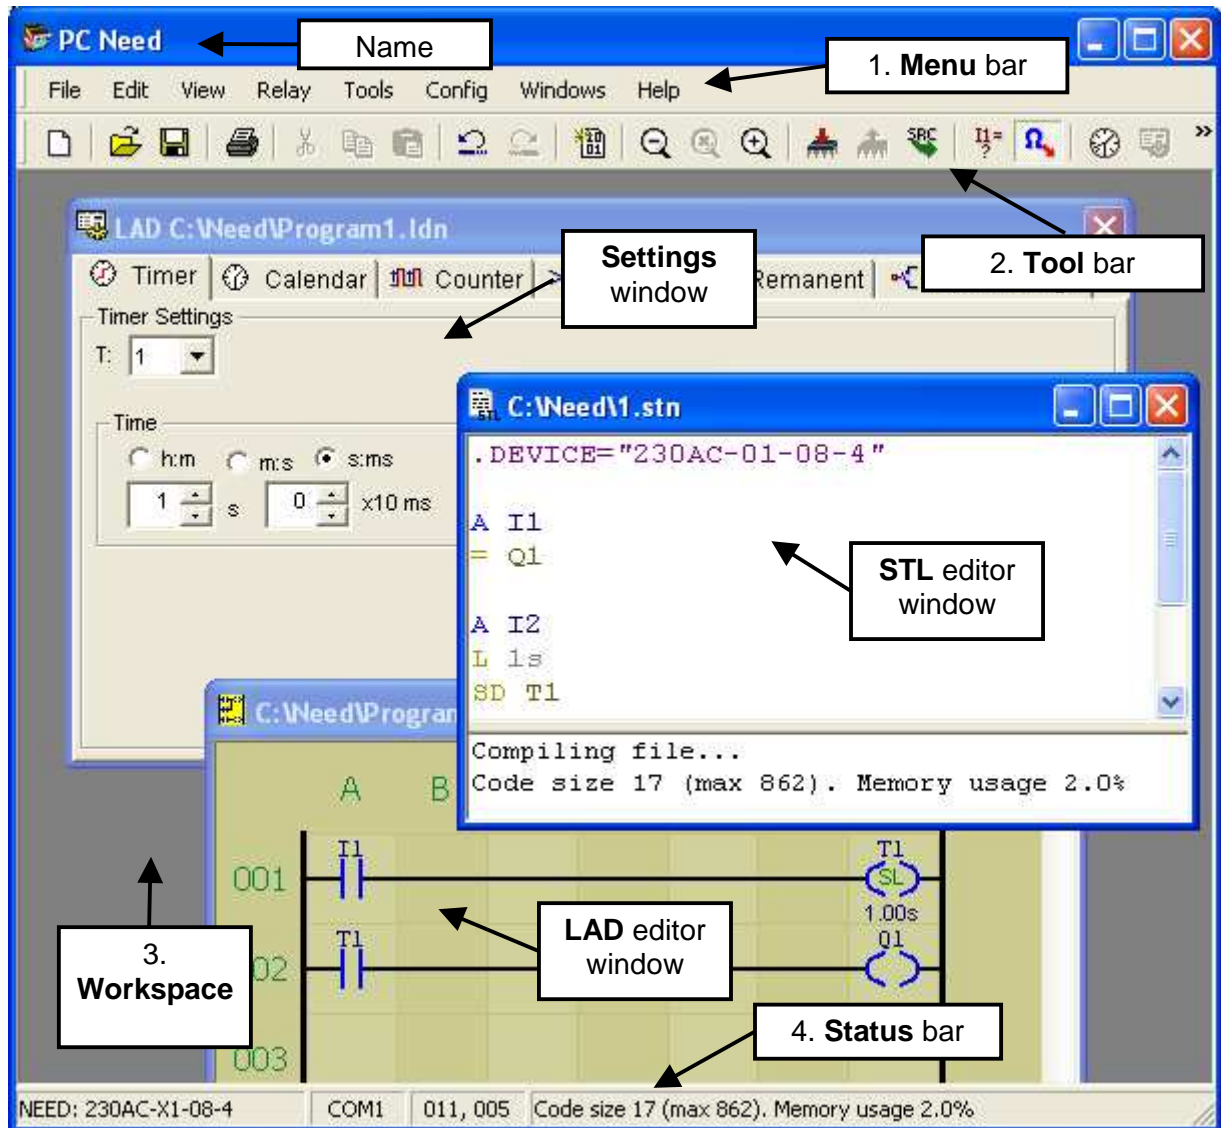 PC Need
Name
1. Menu bar
File Edit View Relay Tools Config Windows Help
SRC I1=?
2. Tool bar
LAD C:\Need\Program1.ldn
Settings window
Timer Calendar Counter Remanent
Timer Settings
T: 1
Time
h:m m:s s:ms
1 s 0 x10 ms
C:\Need\1.stn
.DEVICE="230AC-01-08-4"
A I1
= Q1
A I2
L 1s
SD T1
STL editor window
Compiling file...
Code size 17 (max 862). Memory usage 2.0%
C:\Need\Program
A B
001 I1 T1 SL 1.00s
02 T1 Q1
003
LAD editor window
3. Workspace
4. Status bar
NEED: 230AC-X1-08-4 COM1 011, 005 Code size 17 (max 862). Memory usage 2.0%